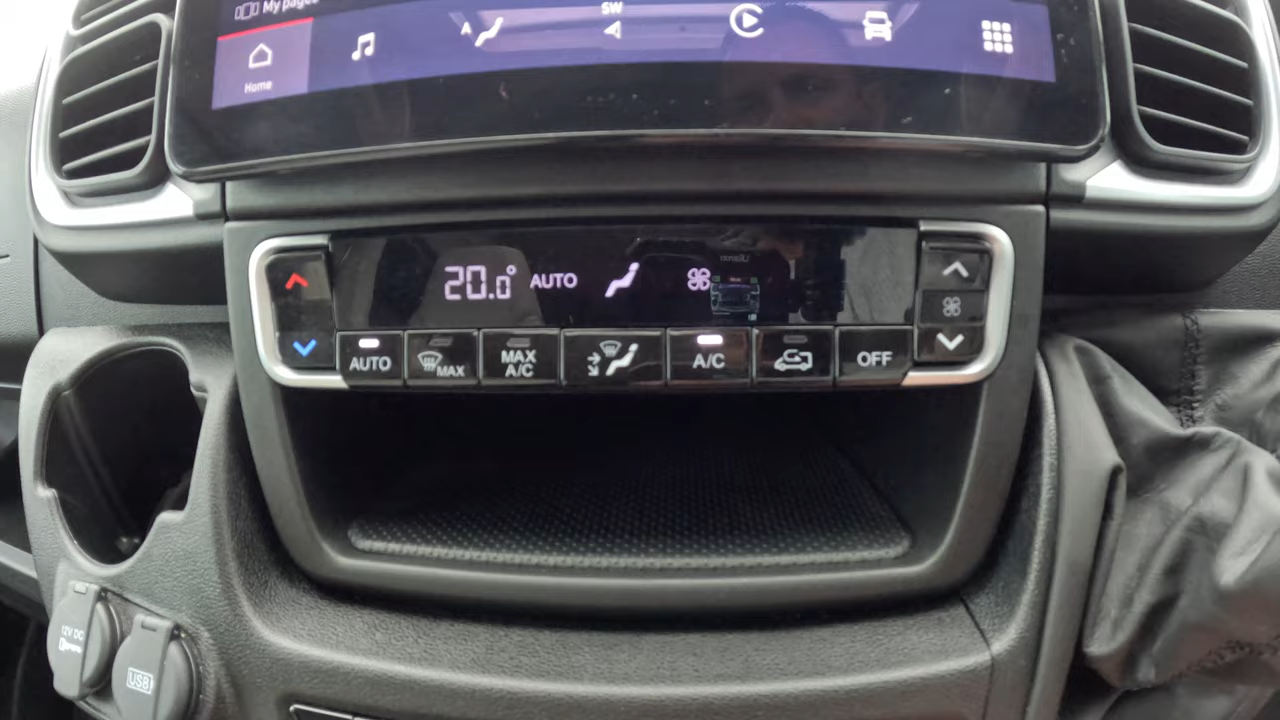 My pages
Home
SW
20.0° AUTO
AUTO
MAX
MAX
A/C
A/C
OFF
12V DC
USB